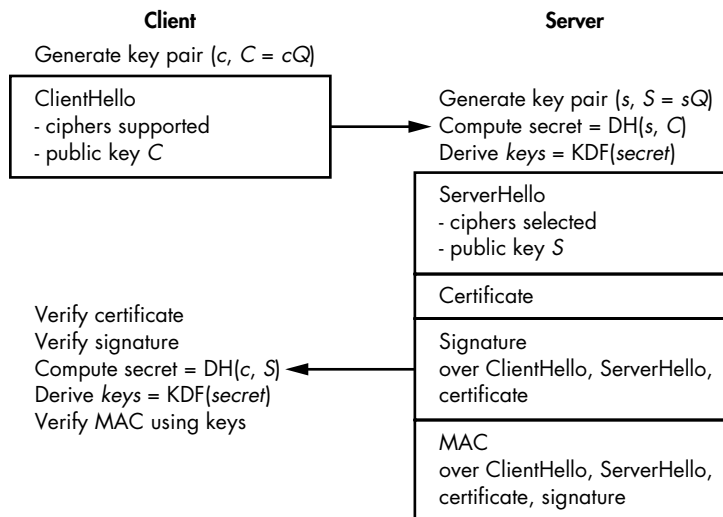 Client
Generate key pair (c, C = cQ)
ClientHello
- ciphers supported
- public key C
Server
Generate key pair (s, S = sQ)
Compute secret = DH(s, C)
Derive keys = KDF(secret)
ServerHello
- ciphers selected
- public key S
Certificate
Signature
over ClientHello, ServerHello,
certificate
MAC
over ClientHello, ServerHello,
certificate, signature
Verify certificate
Verify signature
Compute secret = DH(c, S)
Derive keys = KDF(secret)
Verify MAC using keys